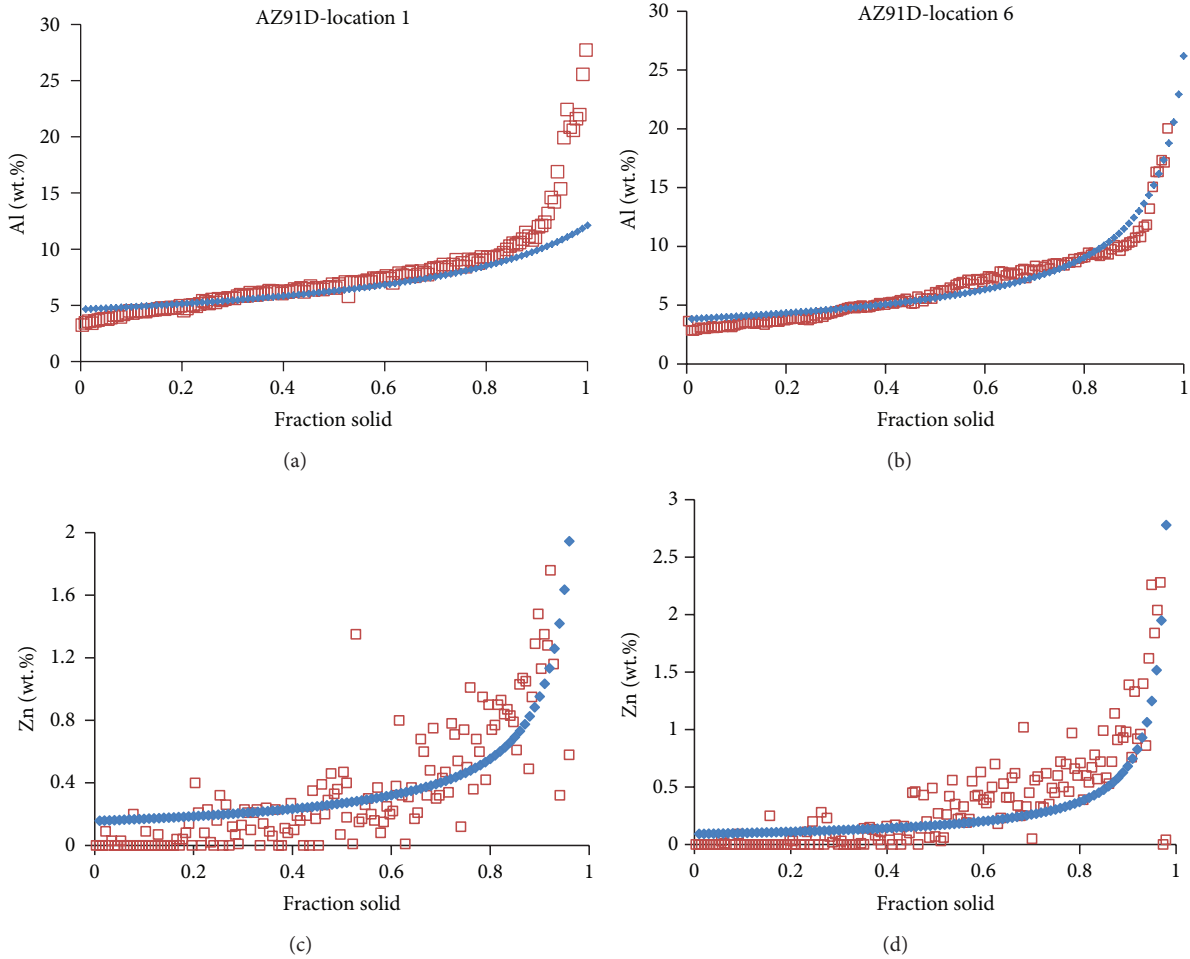 AZ91D-location 1
30
25
20
15
10
5
0
Al (wt.%)
0 0.2 0.4 0.6 0.8 1
Fraction solid
(a)
AZ91D-location 6
30
25
20
15
10
5
0
Al (wt.%)
0 0.2 0.4 0.6 0.8 1
Fraction solid
(b)
2
1.6
1.2
0.8
0.4
0
Zn (wt.%)
0 0.2 0.4 0.6 0.8 1
Fraction solid
(c)
3
2.5
2
1.5
1
0.5
0
Zn (wt.%)
0 0.2 0.4 0.6 0.8 1
Fraction solid
(d)